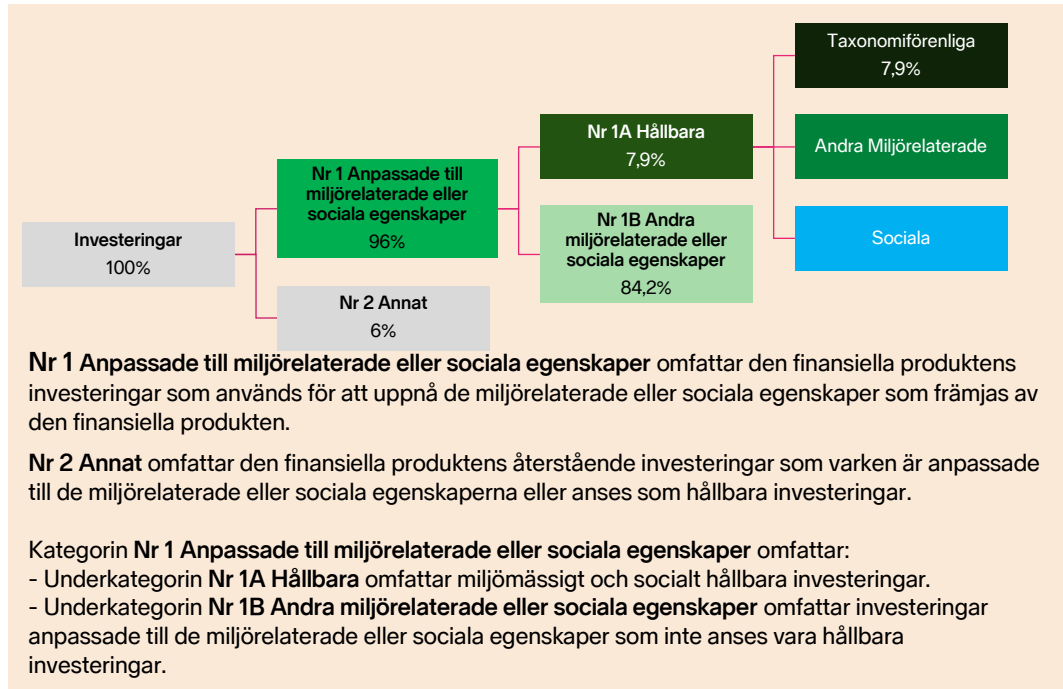 Taxonomiförenliga
7,9%
Nr 1A Hållbara
7,9%
Andra Miljörelaterade
Nr 1 Anpassade till
miljörelaterade eller
sociala egenskaper
96%
Nr 1B Andra
miljörelaterade eller
sociala egenskaper
84,2%
Sociala
Investeringar
100%
Nr 2 Annat
6%
Nr 1 Anpassade till miljörelaterade eller sociala egenskaper omfattar den finansiella produktens
investeringar som används för att uppnå de miljörelaterade eller sociala egenskaper som främjas av
den finansiella produkten.
Nr 2 Annat omfattar den finansiella produktens återstående investeringar som varken är anpassade
till de miljörelaterade eller sociala egenskaperna eller anses som hållbara investeringar.
Kategorin Nr 1 Anpassade till miljörelaterade eller sociala egenskaper omfattar:
- Underkategorin Nr 1A Hållbara omfattar miljömässigt och socialt hållbara investeringar.
- Underkategorin Nr 1B Andra miljörelaterade eller sociala egenskaper omfattar investeringar
anpassade till de miljörelaterade eller sociala egenskaper som inte anses vara hållbara
investeringar.